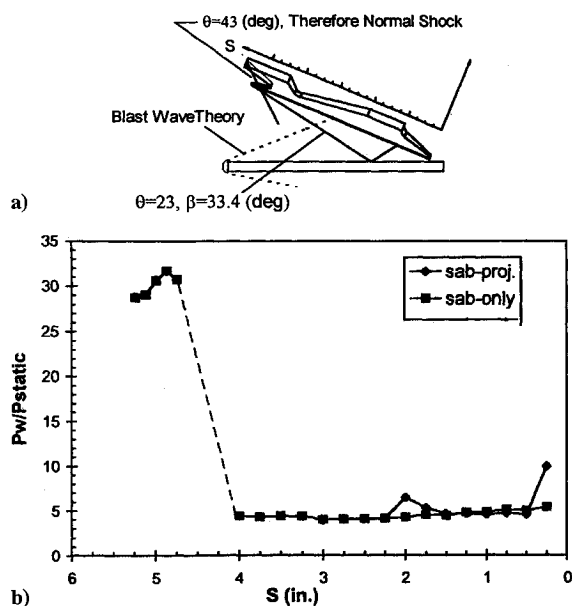 θ=43 (deg), Therefore Normal Shock
S
Blast WaveTheory
θ=23, β=33.4 (deg)
a)
35
30
25
20
15
10
5
0
Pw/Pstatic
sab-proj.
sab-only
6 5 4 3 2 1 0
S (in.)
b)